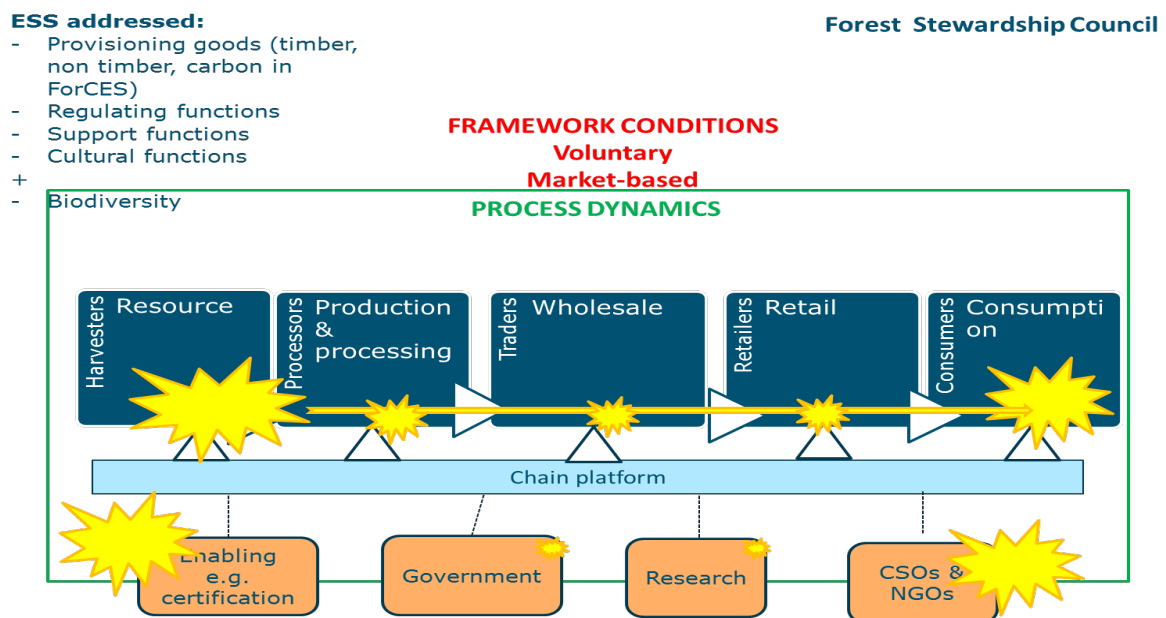 ESS addressed:
- Provisioning goods (timber,
non timber, carbon in
ForCES)
- Regulating functions
- Support functions
- Cultural functions
+
- Biodiversity
Forest Stewardship Council
FRAMEWORK CONDITIONS
Voluntary
Market-based
PROCESS DYNAMICS
Harvesters
Resource
Processors
Production
&
processing
Traders
Wholesale
Retailers
Retail
Consumers
Consumpti
on
Chain platform
Enabling
e.g.
certification
Government
Research
CSOs &
NGOs